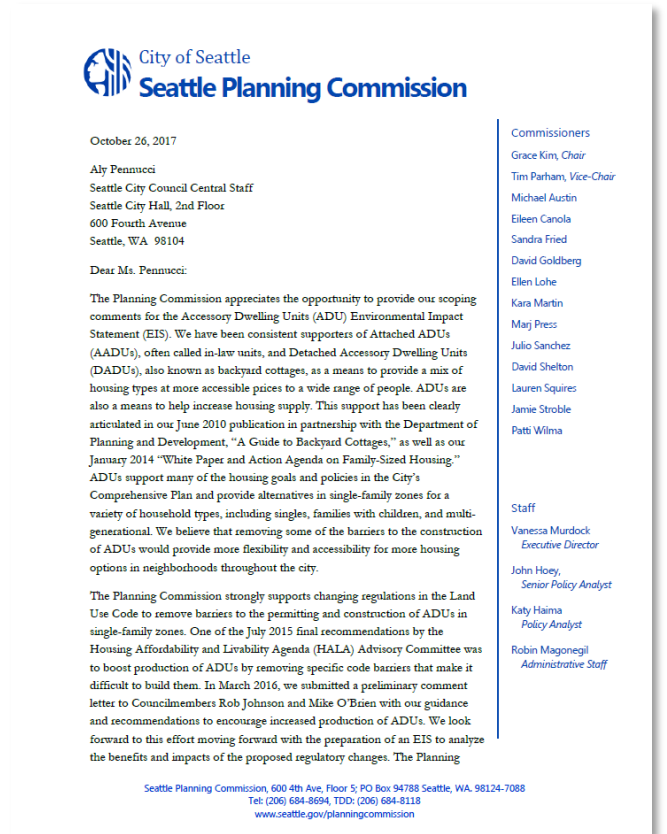 City of Seattle
Seattle Planning Commission
October 26, 2017
Aly Pennucci
Seattle City Council Central Staff
Seattle City Hall, 2nd Floor
600 Fourth Avenue
Seattle, WA 98104
Dear Ms. Pennucci:
The Planning Commission appreciates the opportunity to provide our scoping
comments for the Accessory Dwelling Units (ADU) Environmental Impact
Statement (EIS). We have been consistent supporters of Attached ADUs
(AADUs), often called in-law units, and Detached Accessory Dwelling Units
(DADUs), also known as backyard cottages, as a means to provide a mix of
housing types at more accessible prices to a wide range of people. ADUs are
also a means to help increase housing supply. This support has been clearly
articulated in our June 2010 publication in partnership with the Department of
Planning and Development, “A Guide to Backyard Cottages,” as well as our
January 2014 “White Paper and Action Agenda on Family-Sized Housing.”
ADUs support many of the housing goals and policies in the City’s
Comprehensive Plan and provide alternatives in single-family zones for a
variety of household types, including singles, families with children, and multi-
generational. We believe that removing some of the barriers to the construction
of ADUs would provide more flexibility and accessibility for more housing
options in neighborhoods throughout the city.
The Planning Commission strongly supports changing regulations in the Land
Use Code to remove barriers to the permitting and construction of ADUs in
single-family zones. One of the July 2015 final recommendations by the
Housing Affordability and Livability Agenda (HALA) Advisory Committee was
to boost production of ADUs by removing specific code barriers that make it
difficult to build them. In March 2016, we submitted a preliminary comment
letter to Councilmembers Rob Johnson and Mike O’Brien with our guidance
and recommendations to encourage increased production of ADUs. We look
forward to this effort moving forward with the preparation of an EIS to analyze
the benefits and impacts of the proposed regulatory changes. The Planning
Commissioners
Grace Kim, Chair
Tim Parham, Vice-Chair
Michael Austin
Eileen Canola
Sandra Fried
David Goldberg
Ellen Lohe
Kara Martin
Marj Press
Julio Sanchez
David Shelton
Lauren Squires
Jamie Stroble
Patti Wilma
Staff
Vanessa Murdock
Executive Director
John Hoey,
Senior Policy Analyst
Katy Haima
Policy Analyst
Robin Magonegil
Administrative Staff
Seattle Planning Commission, 600 4th Ave, Floor 5; PO Box 94788 Seattle, WA. 98124-7088
Tel: (206) 684-8694, TDD: (206) 684-8118
www.seattle.gov/planningcommission